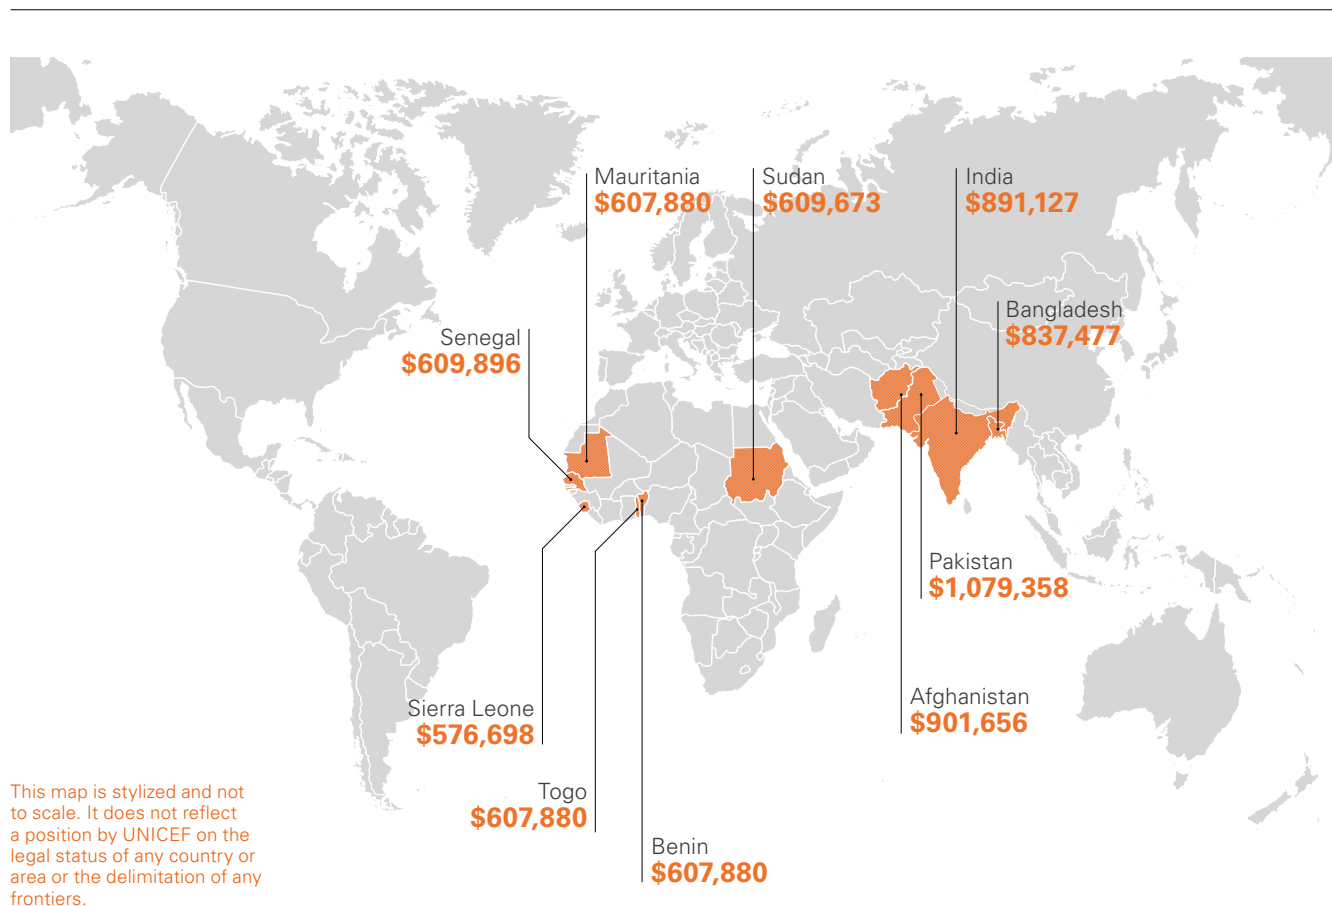 Mauritania
$607,880
Sudan
$609,673
India
$891,127
Bangladesh
$837,477
Senegal
$609,896
Pakistan
$1,079,358
Afghanistan
$901,656
Sierra Leone
$576,698
Togo
$607,880
Benin
$607,880
This map is stylized and not
to scale. It does not reflect
a position by UNICEF on the
legal status of any country or
area or the delimitation of any
frontiers.